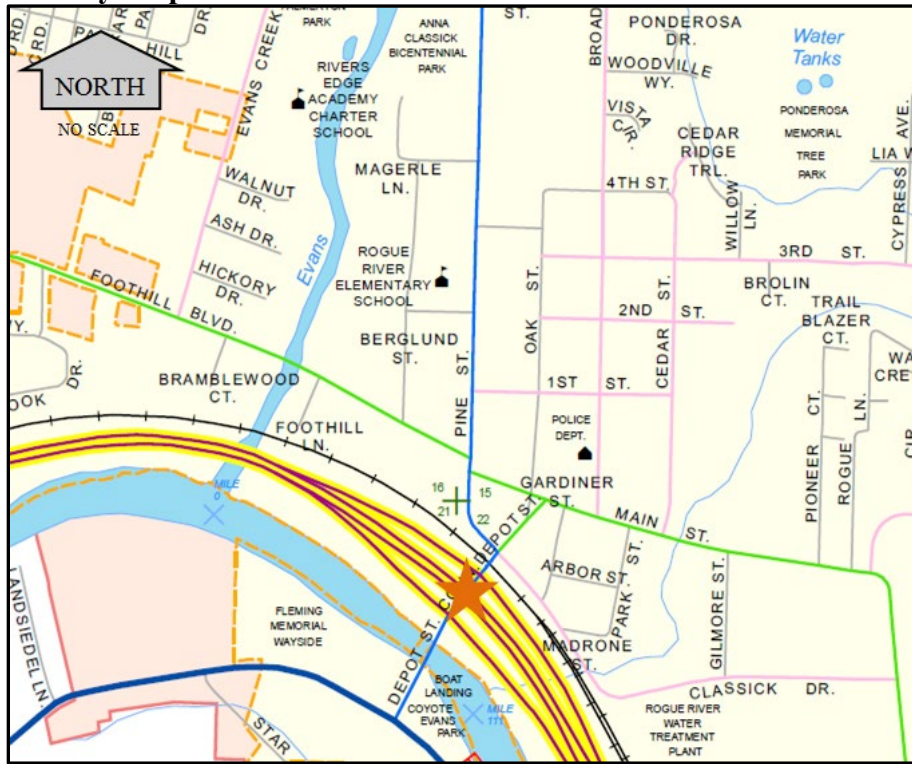 ST.
BROAD
PONDEROSA
DR.
PARK
ANNA
CLASSICK
BICENTENNIAL
PARK
HILL
DR.
NORTH
NO SCALE
EVANS CREEK
RIVERS
EDGE
ACADEMY
CHARTER
SCHOOL
WOODVILLE
WY.
Water
Tanks
VISTA
CIR.
PONDEROSA
MEMORIAL
TREE
PARK
CEDAR
RIDGE
TRL.
CYPRESS AVE.
MAGERLE
LN.
WALNUT
DR.
4TH ST.
WILLOW
LN.
ASH DR.
3RD ST.
Evans
HICKORY
DR.
ROGUE
RIVER
ELEMENTARY
SCHOOL
BROLIN
CT.
FOOTHILL
BLVD.
OAK ST.
2ND ST.
CEDAR ST.
TRAIL
BLAZER
CT.
BERGLUND
ST.
PINE ST.
BRAMBLEWOOD
CT.
1ST ST.
DR.
FOOTHILL
LN.
POLICE
DEPT.
PIONEER CT.
ROGUE LN.
MILE
0
16 15
21 22
GARDINER
ST.
MAIN ST.
DEPOT ST.
ARBOR ST.
PARK ST.
GILMORE ST.
LANDSIEDEL LN.
FLEMING
MEMORIAL
WAYSIDE
DEPOT ST.
MADRONE
ST.
BOAT
LANDING
COYOTE
EVANS
PARK
MILE
111
CLASSICK DR.
ROGUE RIVER
WATER
TREATMENT
PLANT
STAR